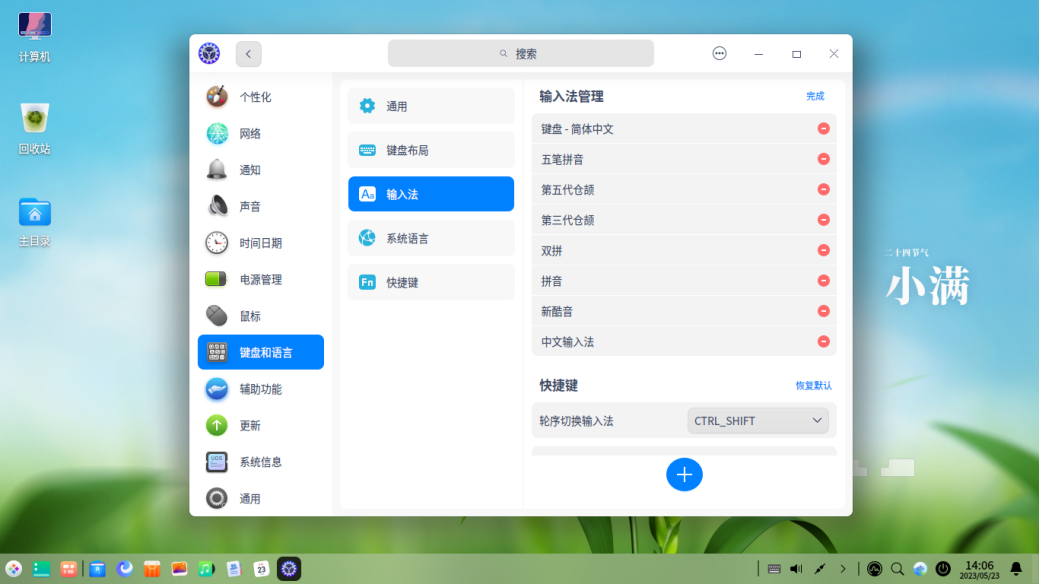 计算机
回收站
主目录
搜索
个性化
网络
通知
声音
时间日期
电源管理
鼠标
键盘和语言
辅助功能
更新
系统信息
通用
通用
键盘布局
输入法
系统语言
Fn 快捷键
输入法管理 完成
键盘 - 简体中文
五笔拼音
第五代仓颉
第三代仓颉
双拼
拼音
新酷音
中文输入法
快捷键 恢复默认
轮序切换输入法 CTRL_SHIFT
二十四节气
小满
23
14:06
2023/05/23